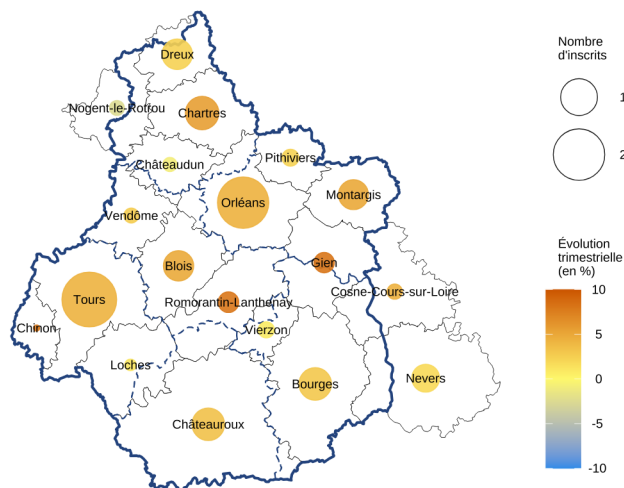 Dreux
Nogent-le-Rotrou
Chartres
Châteaudun
Pithiviers
Orléans
Montargis
Vendôme
Blois
Gien
Tours
Romorantin-Lanthenay
Cosne-Cours-sur-Loire
Chinon
Vierzon
Loches
Bourges
Nevers
Châteauroux
Nombre
d'inscrits
1
2
Évolution
trimestrielle
(en %)
10
5
0
-5
-10